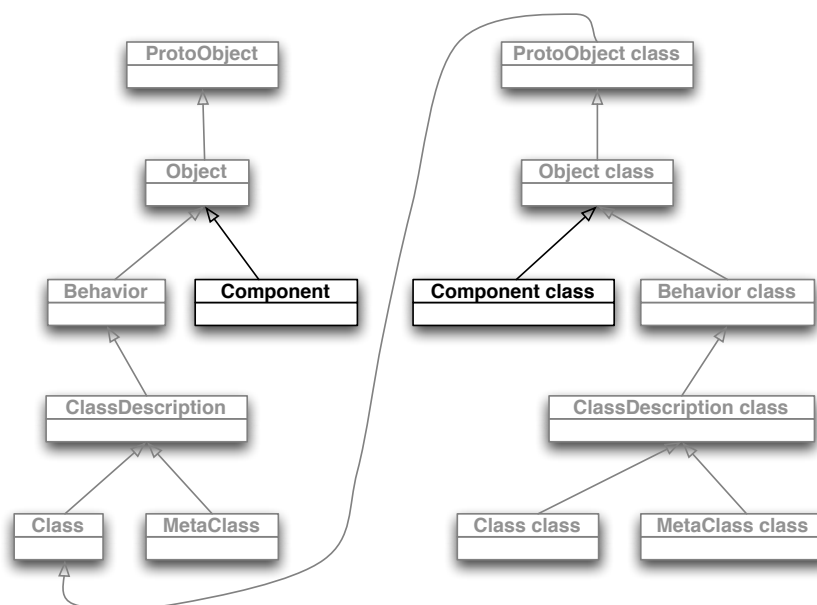 ProtoObject
ProtoObject class
Object
Object class
Behavior
Component
Component class
Behavior class
ClassDescription
ClassDescription class
Class
MetaClass
Class class
MetaClass class